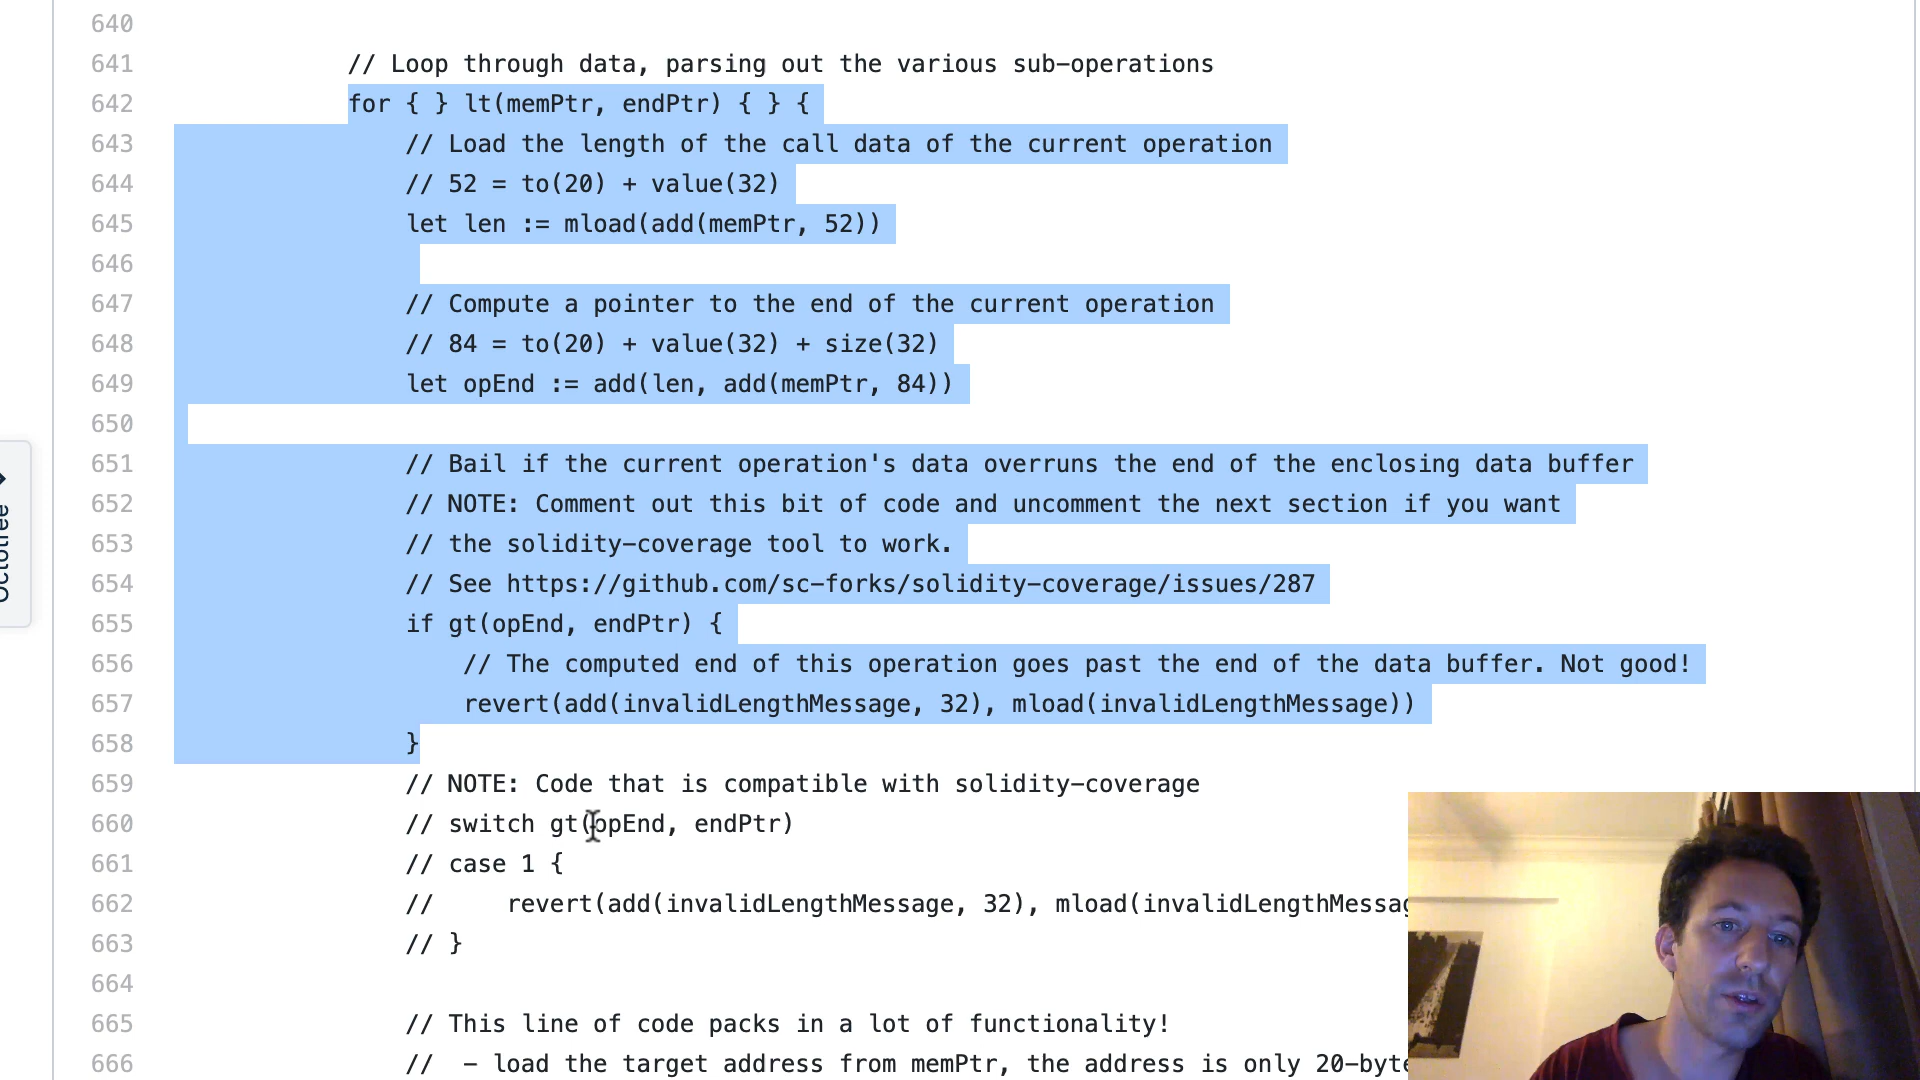 640
641 // Loop through data, parsing out the various sub-operations
642 for { } lt(memPtr, endPtr) { } {
643 // Load the length of the call data of the current operation
644 // 52 = to(20) + value(32)
645 let len := mload(add(memPtr, 52))
646
647 // Compute a pointer to the end of the current operation
648 // 84 = to(20) + value(32) + size(32)
649 let opEnd := add(len, add(memPtr, 84))
650
651 // Bail if the current operation's data overruns the end of the enclosing data buffer
652 // NOTE: Comment out this bit of code and uncomment the next section if you want
653 // the solidity-coverage tool to work.
654 // See https://github.com/sc-forks/solidity-coverage/issues/287
655 if gt(opEnd, endPtr) {
656 // The computed end of this operation goes past the end of the data buffer. Not good!
657 revert(add(invalidLengthMessage, 32), mload(invalidLengthMessage))
658 }
659 // NOTE: Code that is compatible with solidity-coverage
660 // switch gt(opEnd, endPtr)
661 // case 1 {
662 //     revert(add(invalidLengthMessage, 32), mload(invalidLengthMessag
663 // }
664
665 // This line of code packs in a lot of functionality!
666 //  - load the target address from memPtr, the address is only 20-byte
Octotree